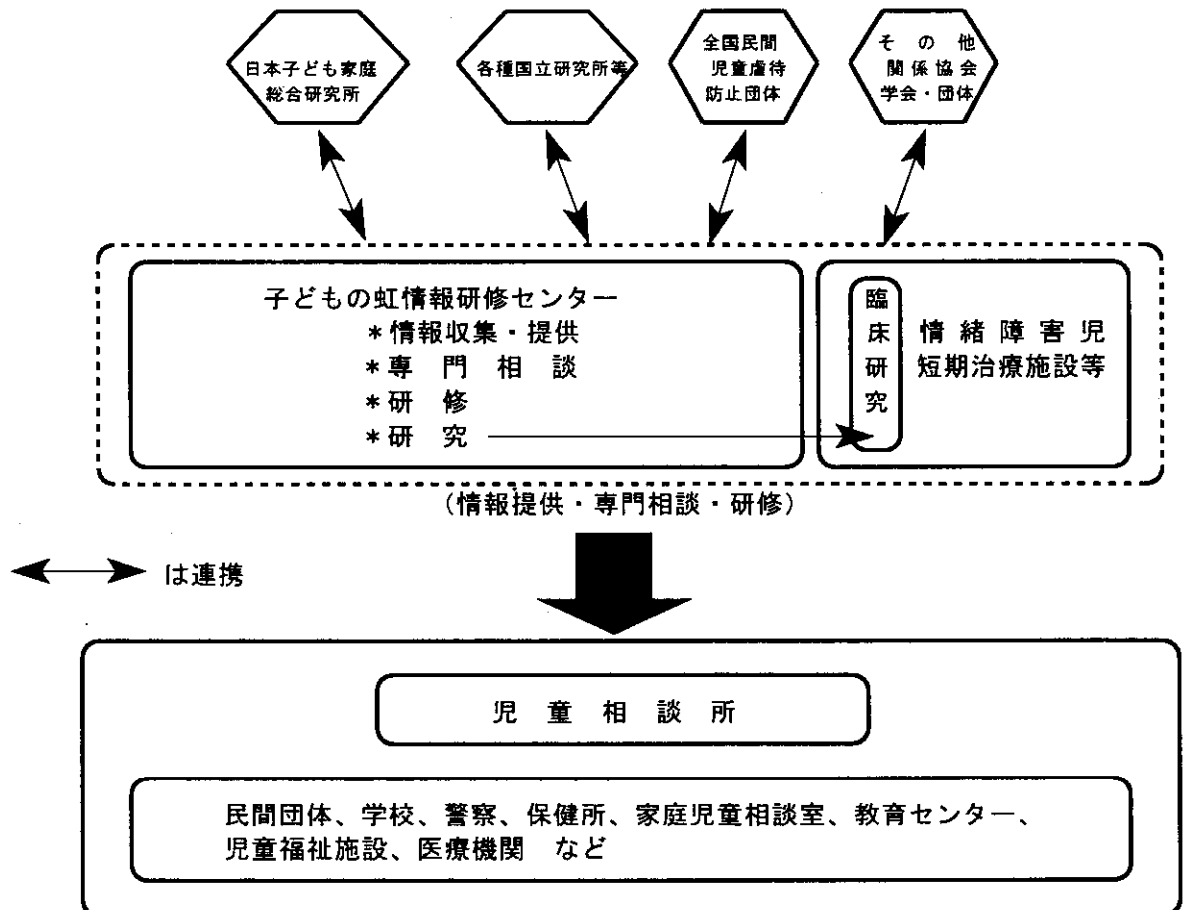 日本子ども家庭
総合研究所
各種国立研究所等
全国民間
児童虐待
防止団体
その他
関係協会
学会・団体
子どもの虹情報研修センター
*情報収集・提供
*専門相談
*研修
*研究
臨床研究
情緒障害児
短期治療施設等
(情報提供・専門相談・研修)
は連携
児童相談所
民間団体、学校、警察、保健所、家庭児童相談室、教育センター、
児童福祉施設、医療機関 など